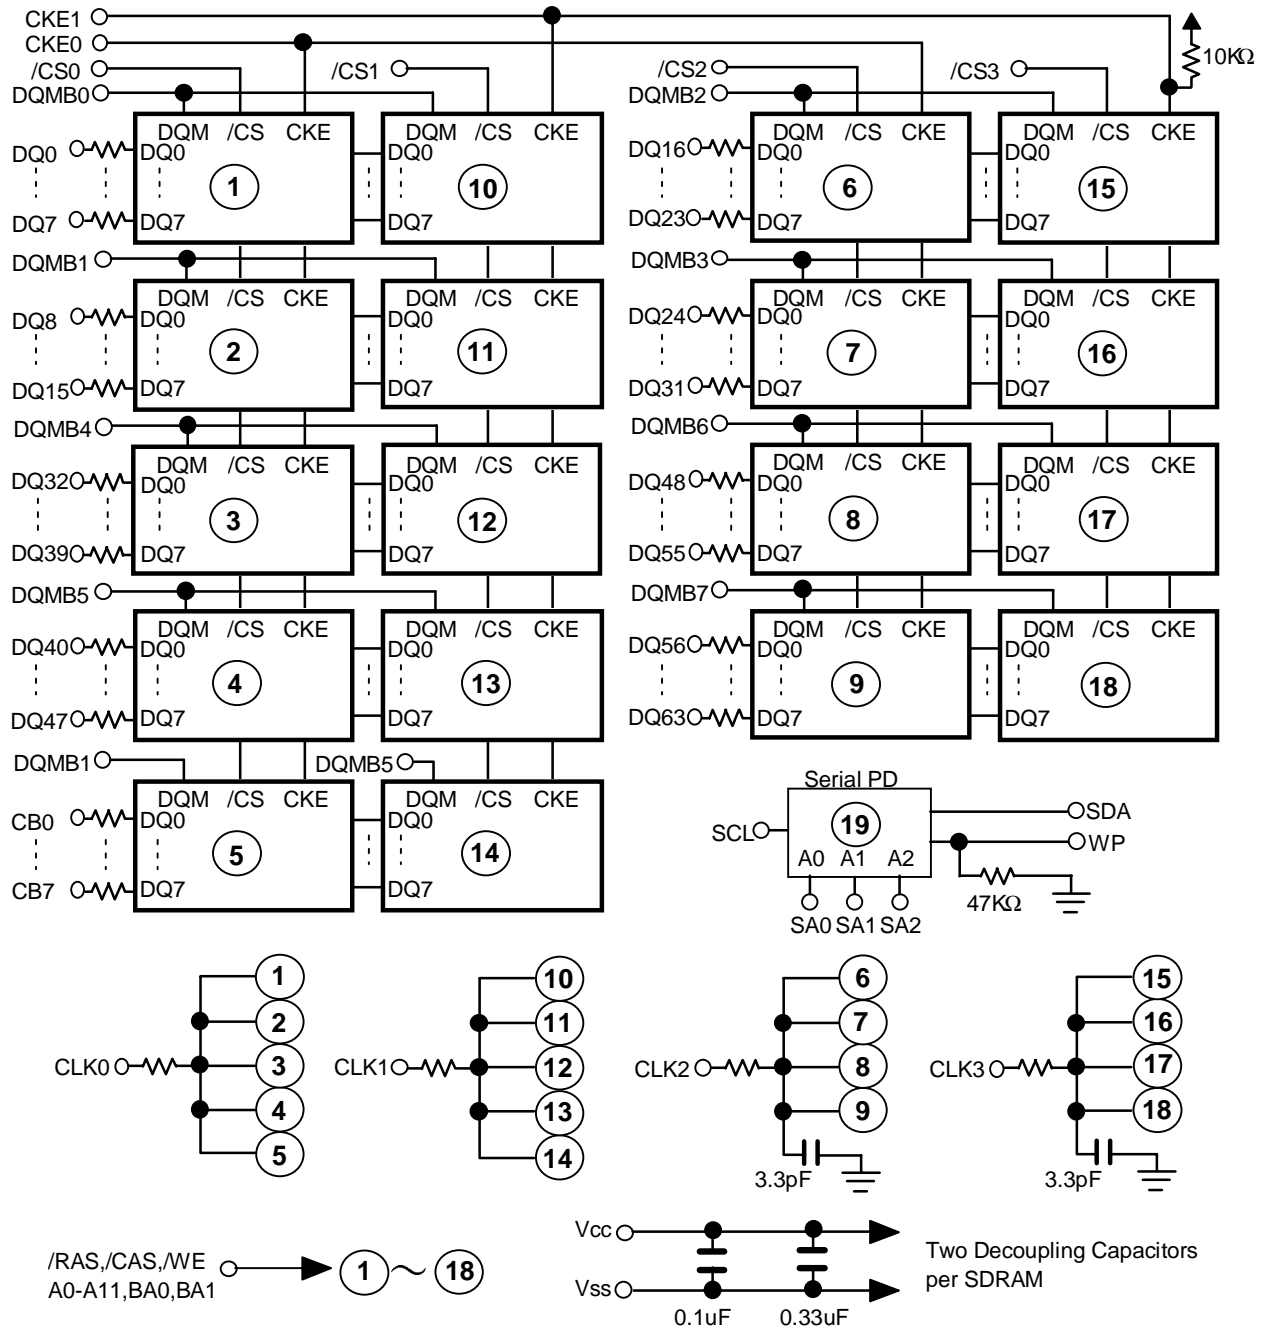 CKE1
CKE0
/CS0 /CS1 /CS2 /CS3 10KΩ
DQMB0 DQMB2
DQM /CS CKE DQM /CS CKE DQM /CS CKE DQM /CS CKE
DQ0 DQ0 DQ0 DQ16 DQ0 DQ0
1 10 6 15
DQ7 DQ7 DQ7 DQ23 DQ7 DQ7
DQMB1 DQMB3
DQM /CS CKE DQM /CS CKE DQM /CS CKE DQM /CS CKE
DQ8 DQ0 DQ0 DQ24 DQ0 DQ0
2 11 7 16
DQ15 DQ7 DQ7 DQ31 DQ7 DQ7
DQMB4 DQMB6
DQM /CS CKE DQM /CS CKE DQM /CS CKE DQM /CS CKE
DQ32 DQ0 DQ0 DQ48 DQ0 DQ0
3 12 8 17
DQ39 DQ7 DQ7 DQ55 DQ7 DQ7
DQMB5 DQMB7
DQM /CS CKE DQM /CS CKE DQM /CS CKE DQM /CS CKE
DQ40 DQ0 DQ0 DQ56 DQ0 DQ0
4 13 9 18
DQ47 DQ7 DQ7 DQ63 DQ7 DQ7
DQMB1 DQMB5
DQM /CS CKE DQM /CS CKE
CB0 DQ0 DQ0
5 14
CB7 DQ7 DQ7
Serial PD
SCL 19 SDA
WP
A0 A1 A2
47KΩ
SA0 SA1 SA2
1 10 6 15
2 11 7 16
CLK0 3 CLK1 12 CLK2 8 CLK3 17
4 13 9 18
5 14
3.3pF 3.3pF
/RAS,/CAS,/WE
A0-A11,BA0,BA1
1 ~ 18
Vcc
Vss
0.1uF 0.33uF
Two Decoupling Capacitors
per SDRAM